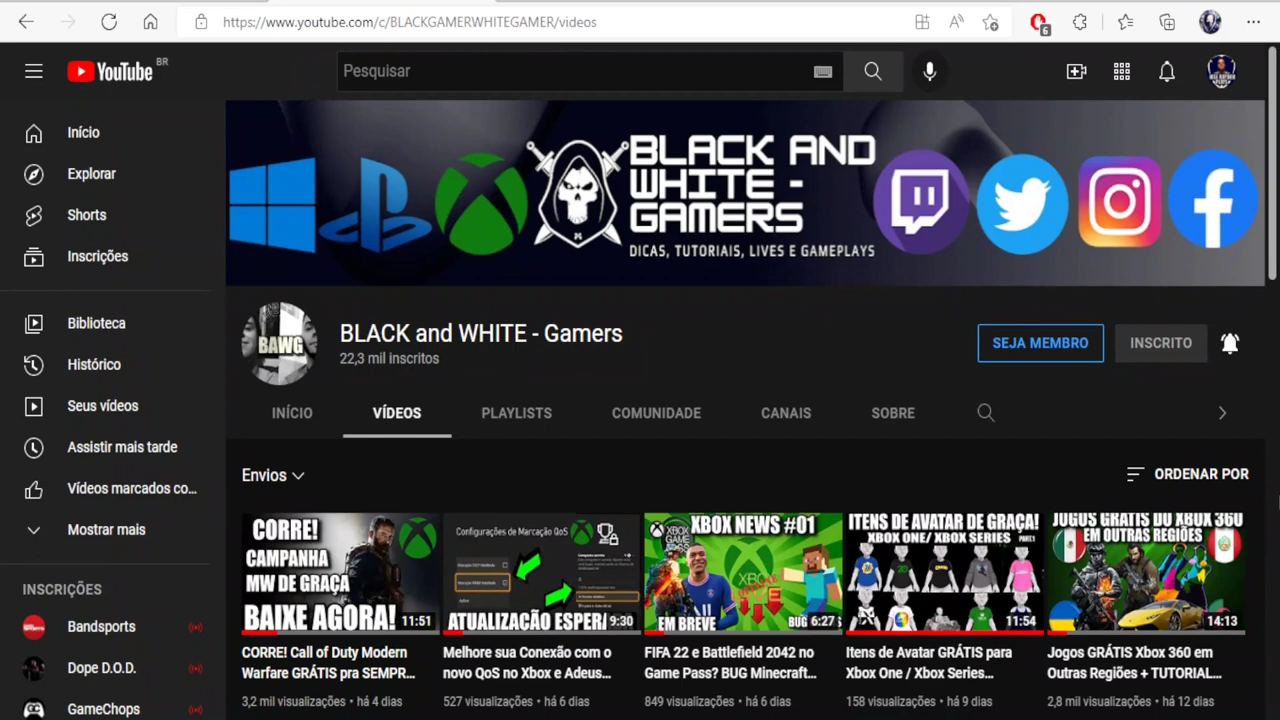 https://www.youtube.com/c/BLACKGAMERWHITEGAMER/videos
6
YouTube BR
Pesquisar
Início
Explorar
Shorts
Inscrições
Biblioteca
Histórico
Seus vídeos
Assistir mais tarde
Vídeos marcados co...
Mostrar mais
INSCRIÇÕES
Bandsports
Dope D.O.D.
GameChops
BLACK AND
WHITE -
GAMERS
DICAS, TUTORIAIS, LIVES E GAMEPLAYS
BAWG
BLACK and WHITE - Gamers
22,3 mil inscritos
SEJA MEMBRO
INSCRITO
INÍCIO
VÍDEOS
PLAYLISTS
COMUNIDADE
CANAIS
SOBRE
Envios
ORDENAR POR
CORRE!
CAMPANHA
MW DE GRAÇA
BAIXE AGORA!
11:51
CORRE! Call of Duty Modern
Warfare GRÁTIS pra SEMPR...
3,2 mil visualizações • há 4 dias
Configurações de Marcação QoS
ATUALIZAÇÃO ESPER
9:30
Melhore sua Conexão com o
novo QoS no Xbox e Adeus...
527 visualizações • há 6 dias
XBOX NEWS #01
XBOX
GAME
PASS
EM BREVE
BUG
6:27
FIFA 22 e Battlefield 2042 no
Game Pass? BUG Minecraft...
849 visualizações • há 6 dias
ITENS DE AVATAR DE GRAÇA!
XBOX ONE/ XBOX SERIES
PARTE 1
11:54
Itens de Avatar GRÁTIS para
Xbox One / Xbox Series...
158 visualizações • há 9 dias
JOGOS GRATIS DO XBOX 360
EM OUTRAS REGIÕES
14:13
Jogos GRÁTIS Xbox 360 em
Outras Regiões + TUTORIAL...
2,8 mil visualizações • há 12 dias